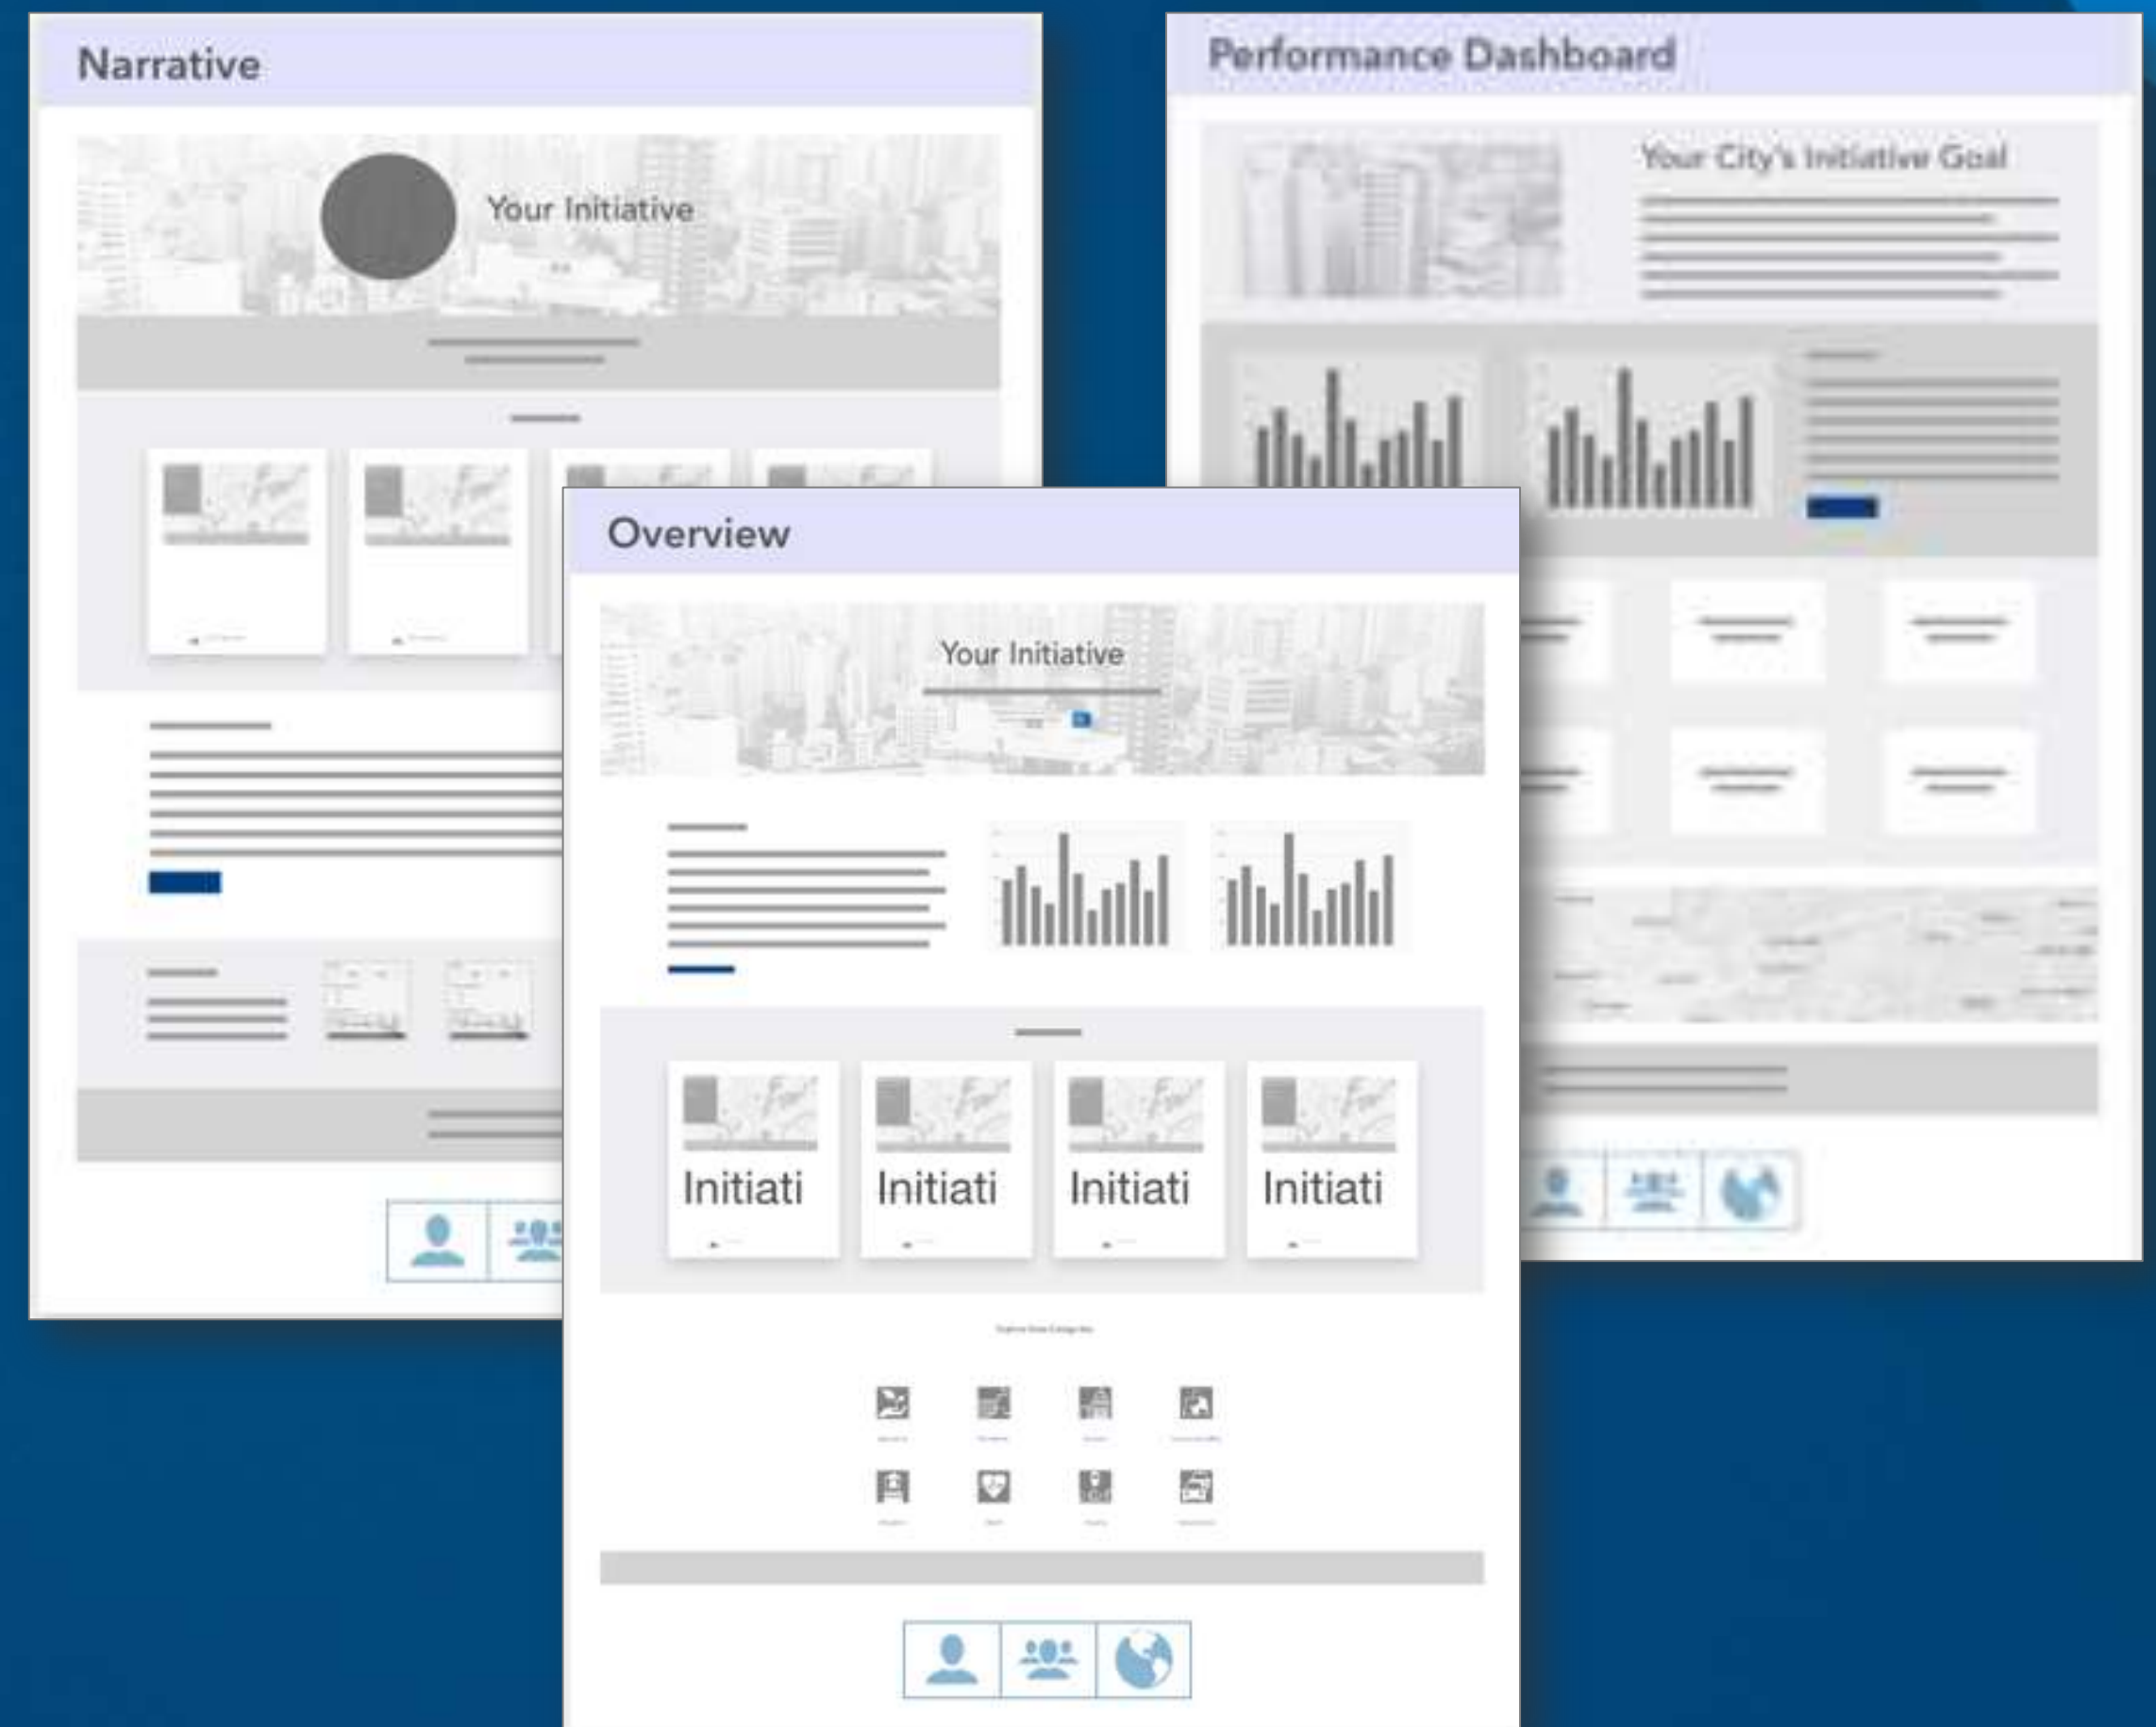 Narrative
Your Initiative
Performance Dashboard
Your City's Initiative Goal
Overview
Your Initiative
Initiati
Initiati
Initiati
Initiati